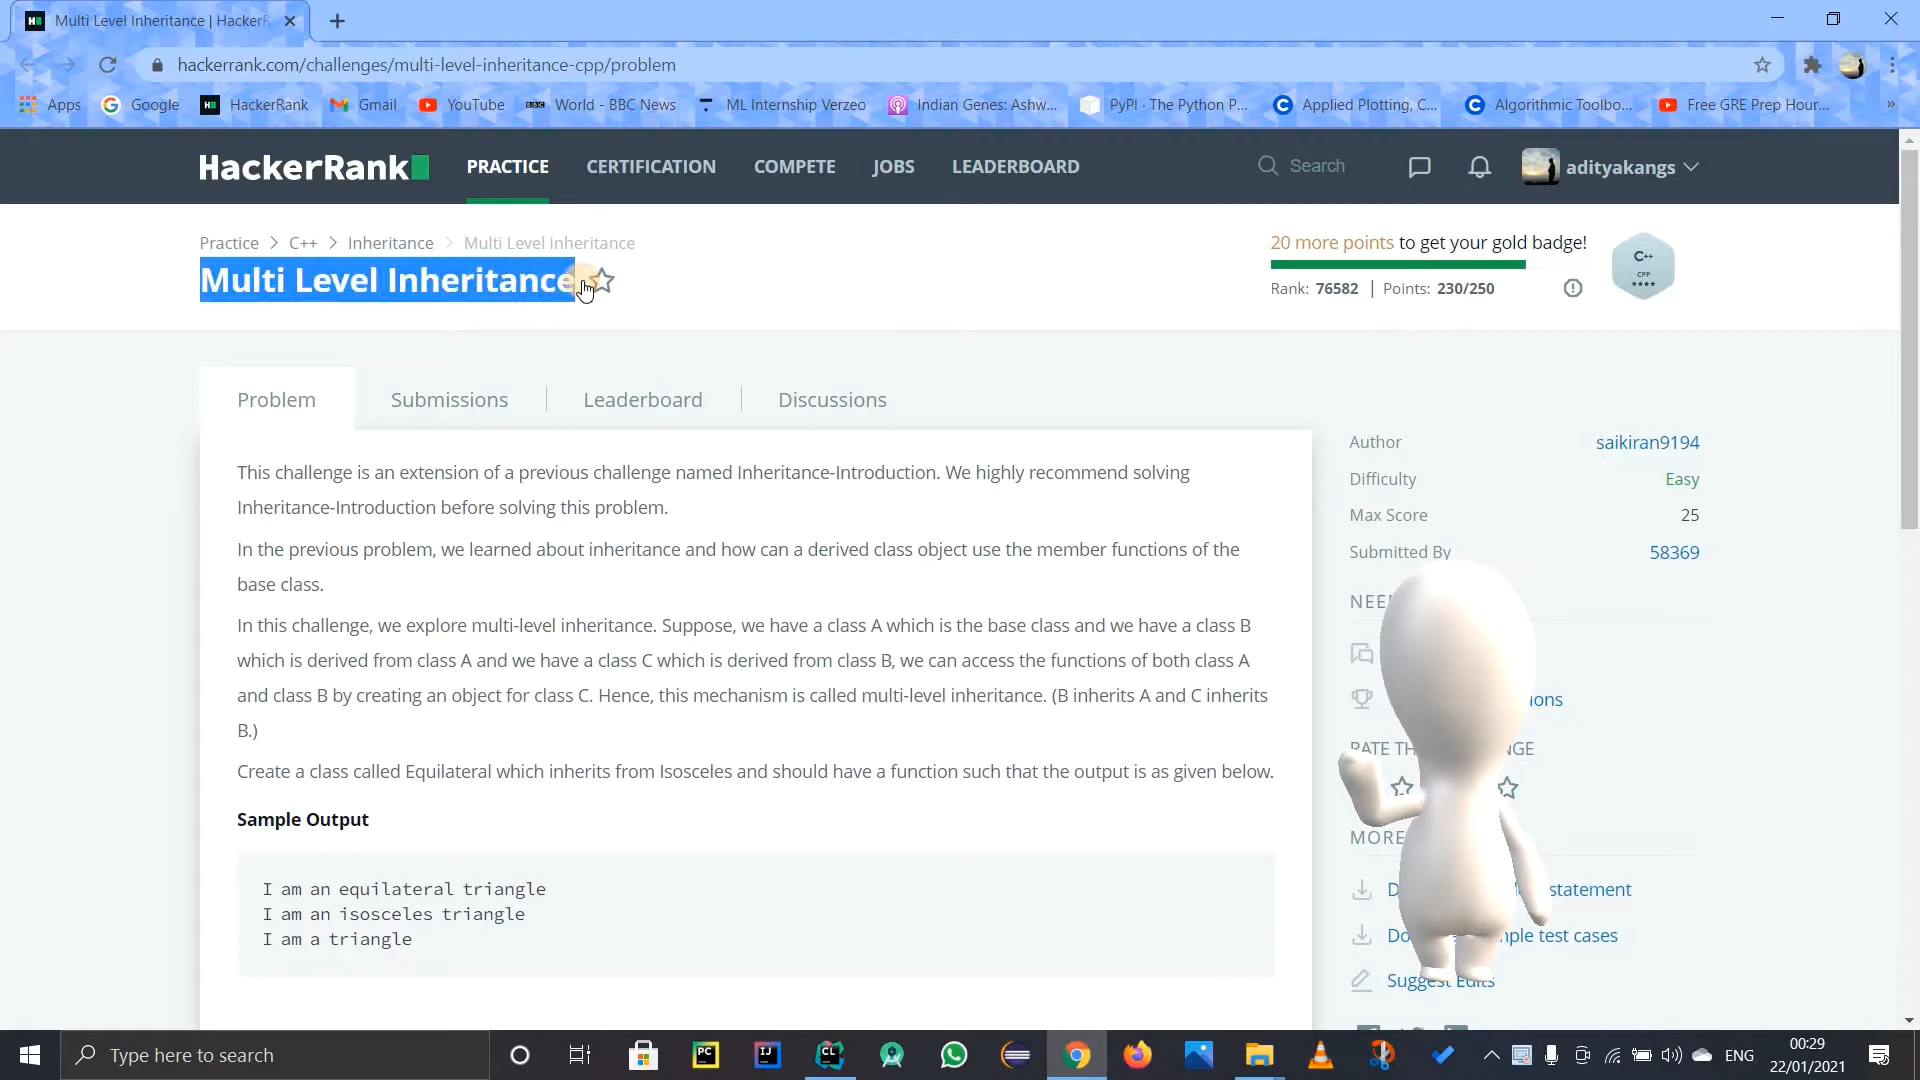 Multi Level Inheritance | Hacker
hackerrank.com/challenges/multi-level-inheritance-cpp/problem
Apps Google HackerRank Gmail YouTube World - BBC News ML Internship Verzeo Indian Genes: Ashw... PyPI · The Python P... Applied Plotting, C... Algorithmic Toolbo... Free GRE Prep Hour... »
HackerRank PRACTICE CERTIFICATION COMPETE JOBS LEADERBOARD Search adityakangs
Practice > C++ > Inheritance > Multi Level Inheritance
Multi Level Inheritance
20 more points to get your gold badge!
Rank: 76582 | Points: 230/250
C++
CPP
Problem Submissions Leaderboard Discussions
This challenge is an extension of a previous challenge named Inheritance-Introduction. We highly recommend solving
Inheritance-Introduction before solving this problem.
In the previous problem, we learned about inheritance and how can a derived class object use the member functions of the
base class.
In this challenge, we explore multi-level inheritance. Suppose, we have a class A which is the base class and we have a class B
which is derived from class A and we have a class C which is derived from class B, we can access the functions of both class A
and class B by creating an object for class C. Hence, this mechanism is called multi-level inheritance. (B inherits A and C inherits
B.)
Create a class called Equilateral which inherits from Isosceles and should have a function such that the output is as given below.
Sample Output
I am an equilateral triangle
I am an isosceles triangle
I am a triangle
Author saikiran9194
Difficulty Easy
Max Score 25
Submitted By 58369
RATE
MORE
statement
test cases
Suggest Edits
Type here to search
PC IJ CL
ENG
00:29
22/01/2021